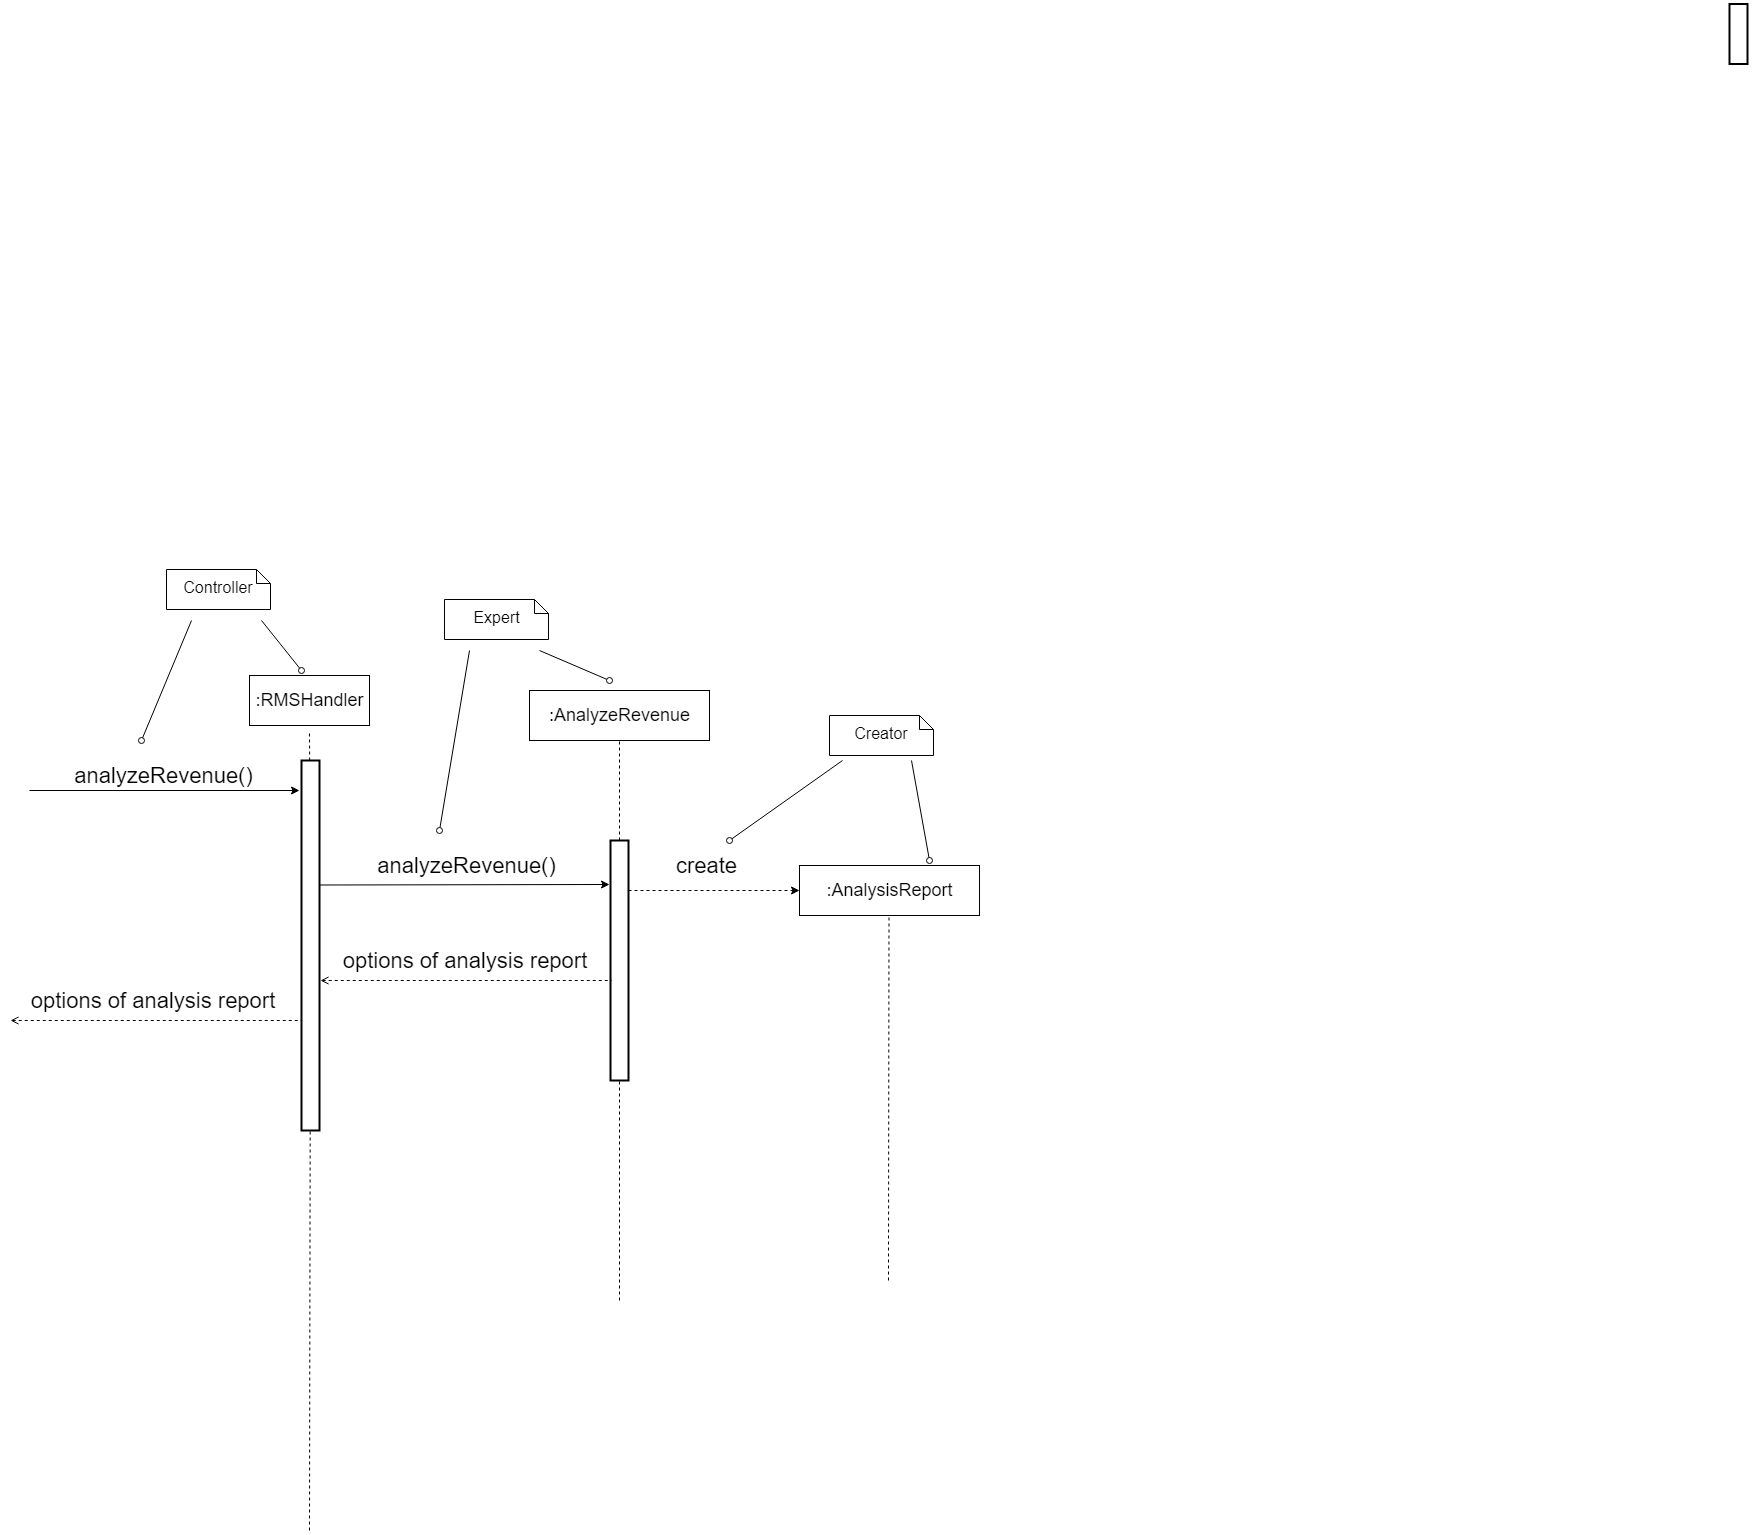 Controller
Expert
:RMSHandler
:AnalyzeRevenue
Creator
analyzeRevenue()
analyzeRevenue()
create
:AnalysisReport
options of analysis report
options of analysis report